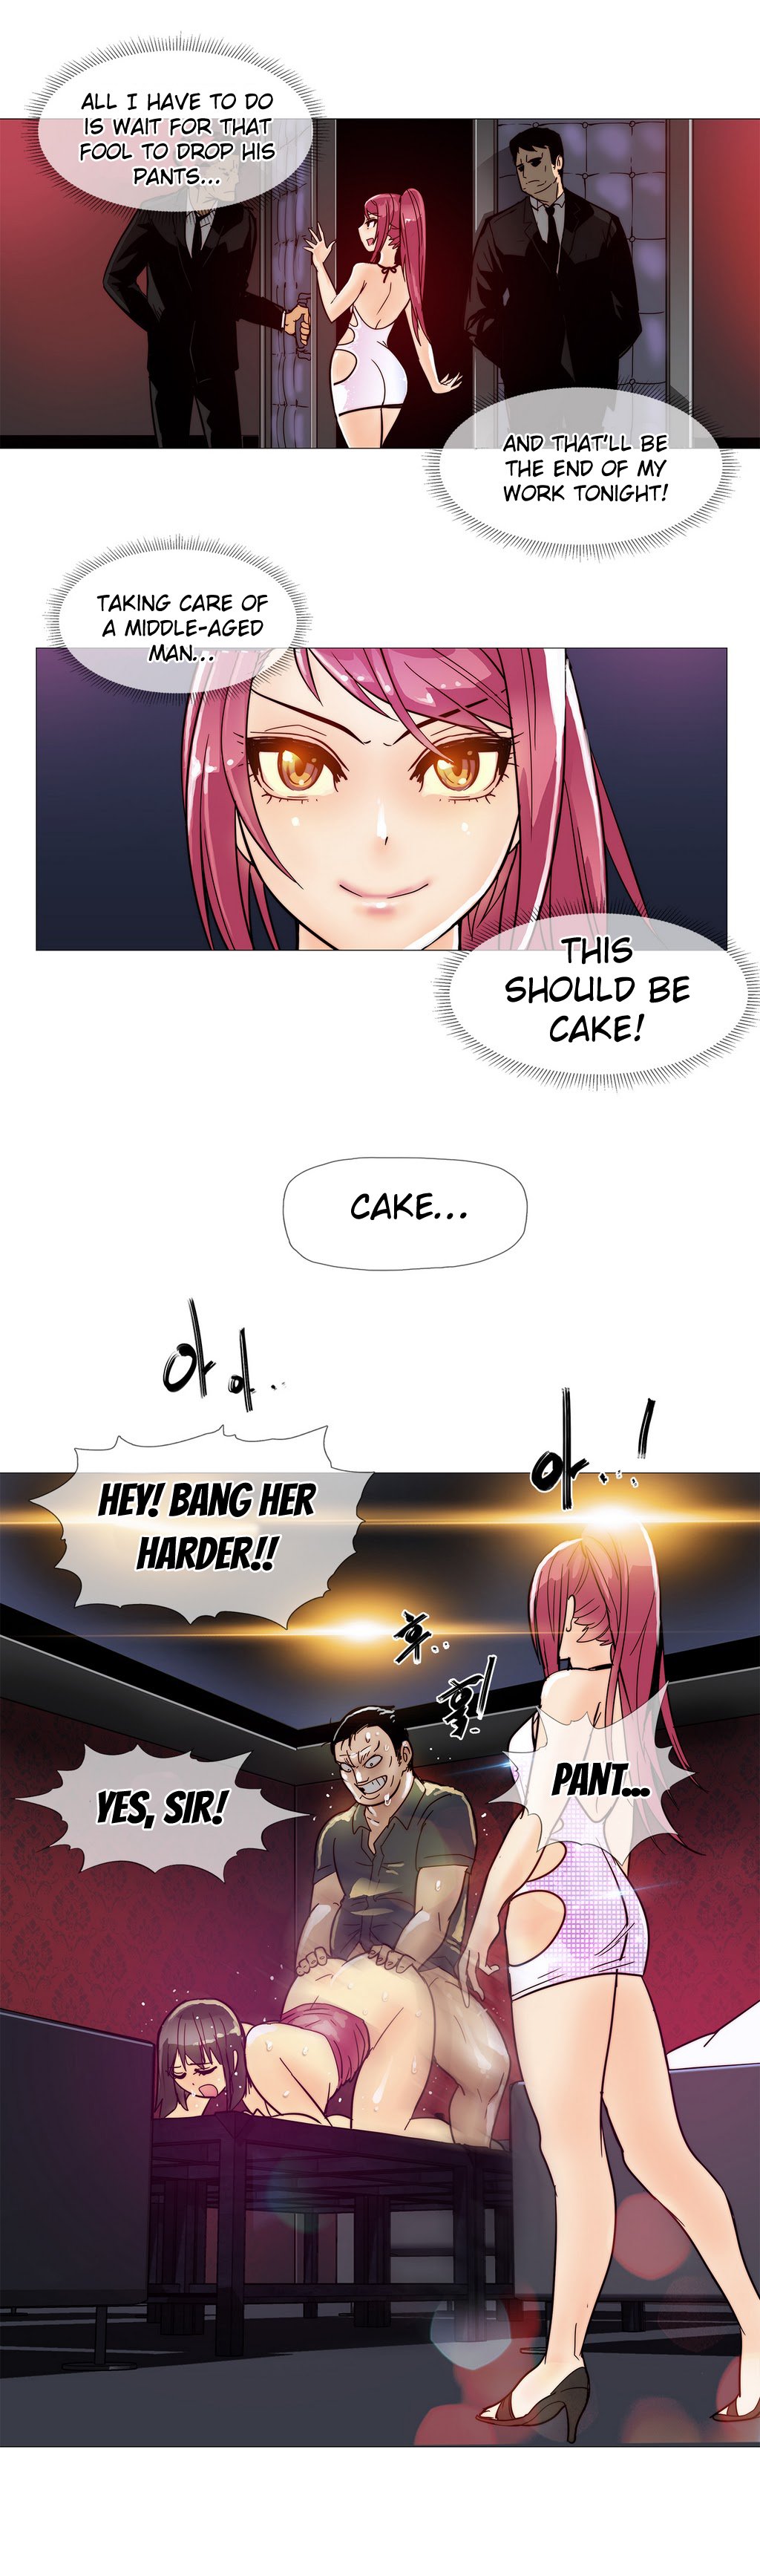 ALL I HAVE TO DO
IS WAIT FOR THAT
FOOL TO DROP HIS
PANTS...
AND THAT'LL BE
THE END OF MY
WORK TONIGHT!
TAKING CARE OF
A MIDDLE-AGED
MAN...
THIS
SHOULD BE
CAKE!
CAKE...
아아..
아..!
HEY! BANG HER
HARDER!!
후..
훅!
YES, SIR!
PANT...